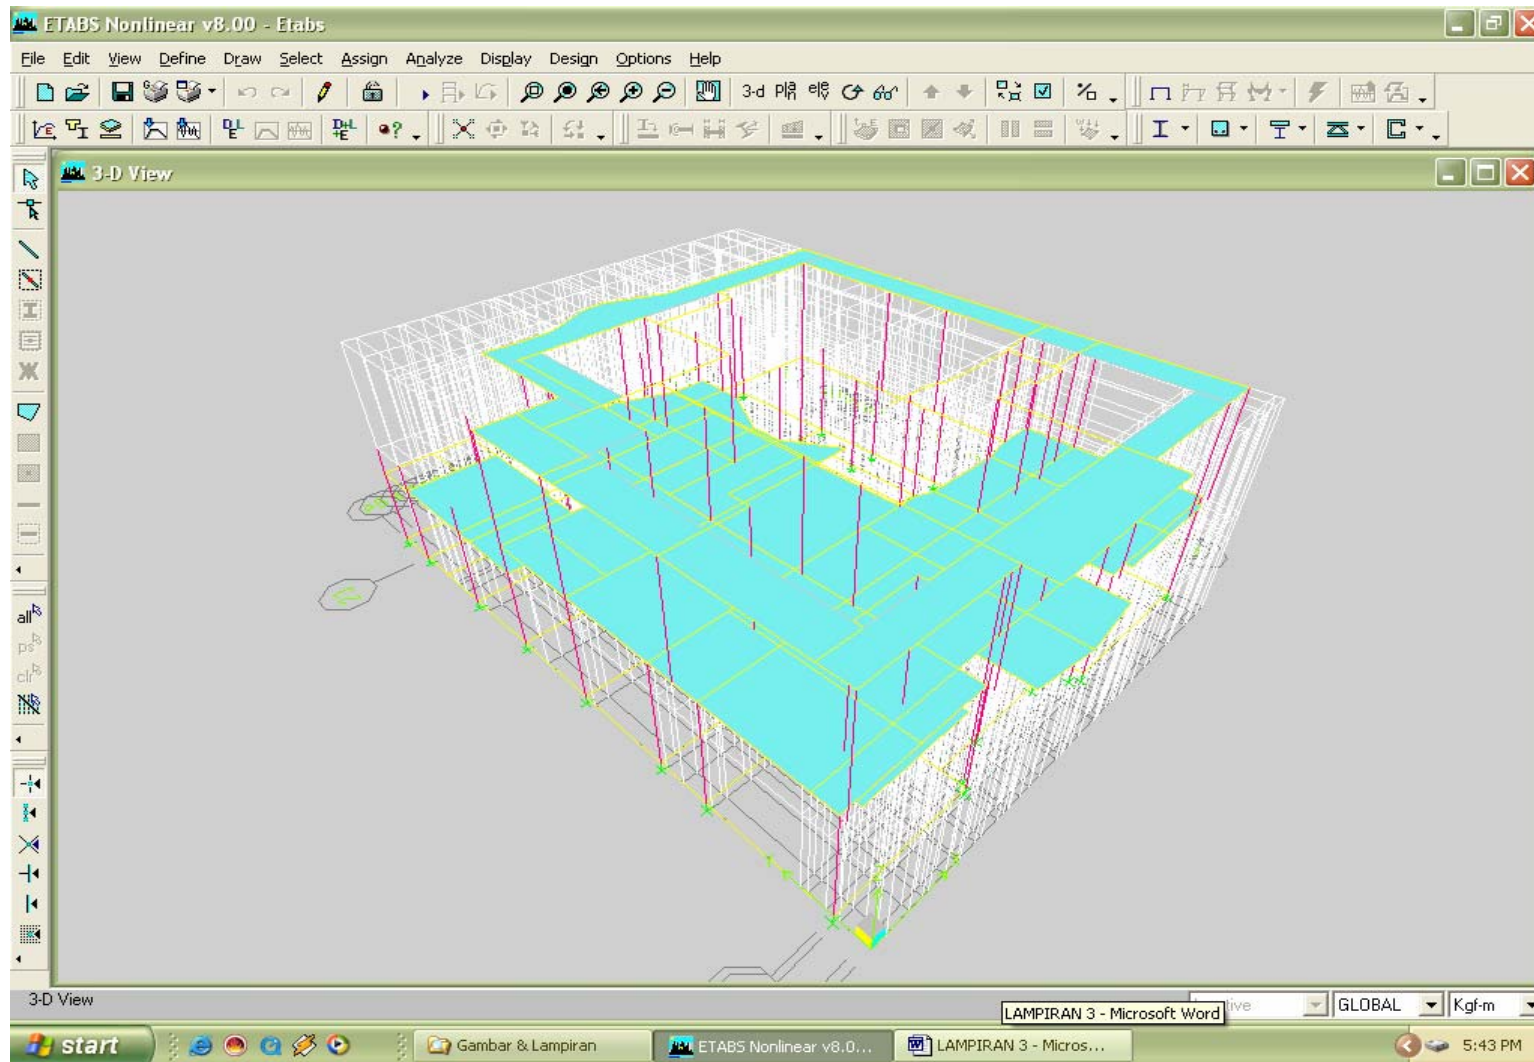 ETABS Nonlinear v8.00 - Etabs
File Edit View Define Draw Select Assign Analyze Display Design Options Help
3-d
3-D View
all
ps
clr
3-D View
GLOBAL
Kgf-m
LAMPIRAN 3 - Microsoft Word
start
Gambar & Lampiran
ETABS Nonlinear v8.0...
LAMPIRAN 3 - Micros...
5:43 PM